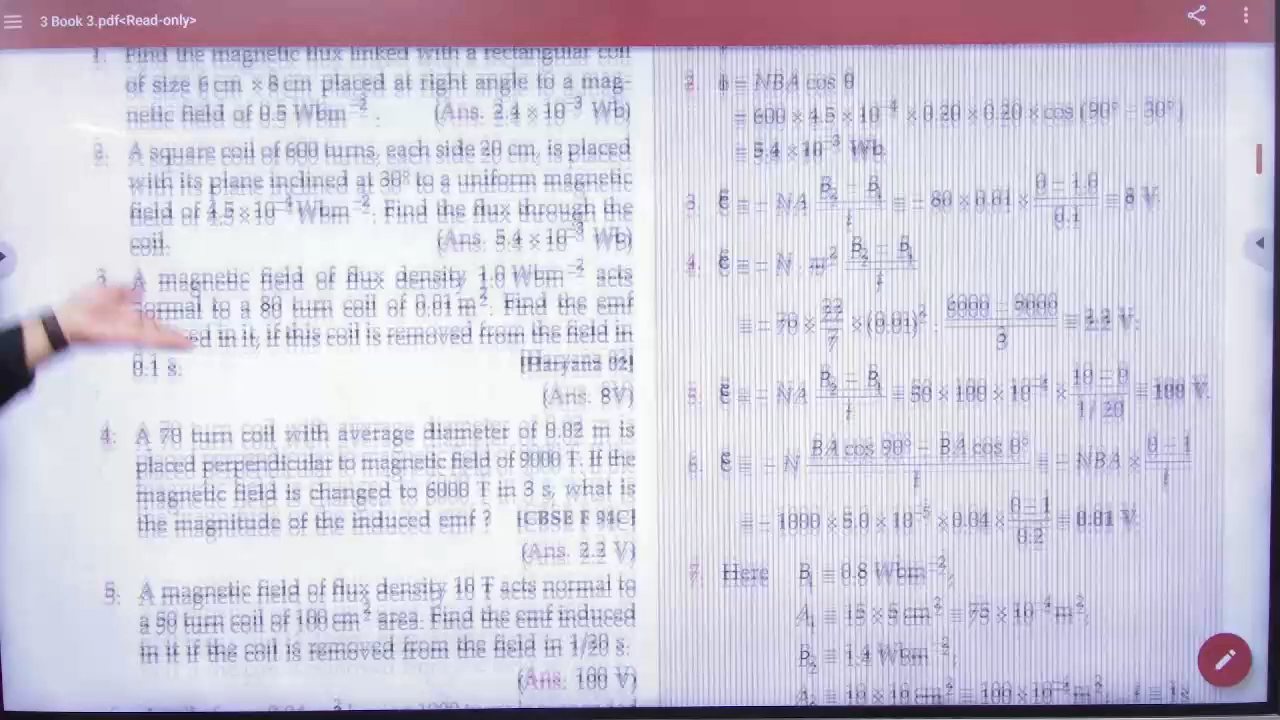 3 Book 3.pdf<Read-only>
1. Find the magnetic flux linked with a rectangular coil
of size 6 cm × 8 cm placed at right angle to a mag-
netic field of 0.5 Wbm⁻². (Ans. 2.4 × 10⁻³ Wb)
2. A square coil of 600 turns, each side 20 cm, is placed
with its plane inclined at 30° to a uniform magnetic
field of 4.5 × 10⁻⁴ Wbm⁻². Find the flux through the
coil. (Ans. 5.4 × 10⁻³ Wb)
3. A magnetic field of flux density 1.0 Wbm⁻² acts
normal to a 80 turn coil of 0.01 m². Find the emf
in it, if this coil is removed from the field in
0.1 s. [Haryana 02]
(Ans. 8V)
4. A 70 turn coil with average diameter of 0.02 m is
placed perpendicular to magnetic field of 9000 T. If the
magnetic field is changed to 6000 T in 3 s, what is
the magnitude of the induced emf ? [CBSE F 94C]
(Ans. 2.2 V)
5. A magnetic field of flux density 10 T acts normal to
a 50 turn coil of 100 cm² area. Find the emf induced
in it if the coil is removed from the field in 1/20 s.
(Ans. 100 V)
2. ϕ = NBA cos θ
= 600 × 4.5 × 10⁻⁴ × 0.20 × 0.20 × cos (90° − 30°)
= 5.4 × 10⁻³ Wb.
3. ℰ = − NA (B₂ − B₁)/t = − 80 × 0.01 × (0 − 1.0)/0.1 = 8 V.
4. ℰ = − N . πr² (B₂ − B₁)/t
= − 70 × 22/7 × (0.01)² . (6000 − 9000)/3 = 2.2 V.
5. ℰ = − NA (B₂ − B₁)/t = 50 × 100 × 10⁻⁴ × (10 − 0)/(1/20) = 100 V.
6. ℰ = − N (BA cos 90° − BA cos 0°)/t = − NBA × (0 − 1)/t
= − 1000 × 5.0 × 10⁻⁵ × 0.04 × (0 − 1)/0.2 = 0.01 V.
7. Here B₁ = 0.8 Wbm⁻²,
A₁ = 15 × 5 cm² = 75 × 10⁻⁴ m²,
B₂ = 1.4 Wbm⁻²,
A₂ = 10 × 10 cm² = 100 × 10⁻⁴ m², t = 1s